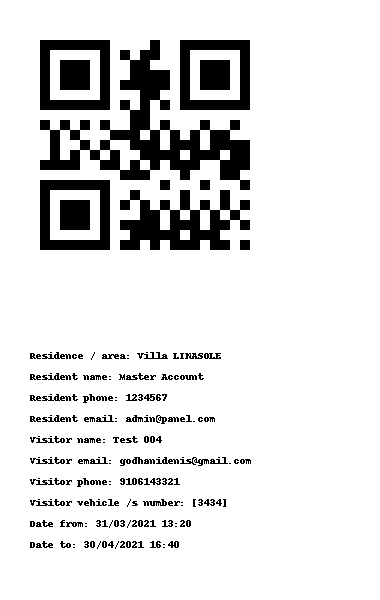 Residence / area: Villa LINASOLE
Resident name: Master Account
Resident phone: 1234567
Resident email: admin@panel.com
Visitor name: Test 004
Visitor email: godhanidenis@gmail.com
Visitor phone: 9106143321
Visitor vehicle /s number: [3434]
Date from: 31/03/2021 13:20
Date to: 30/04/2021 16:40